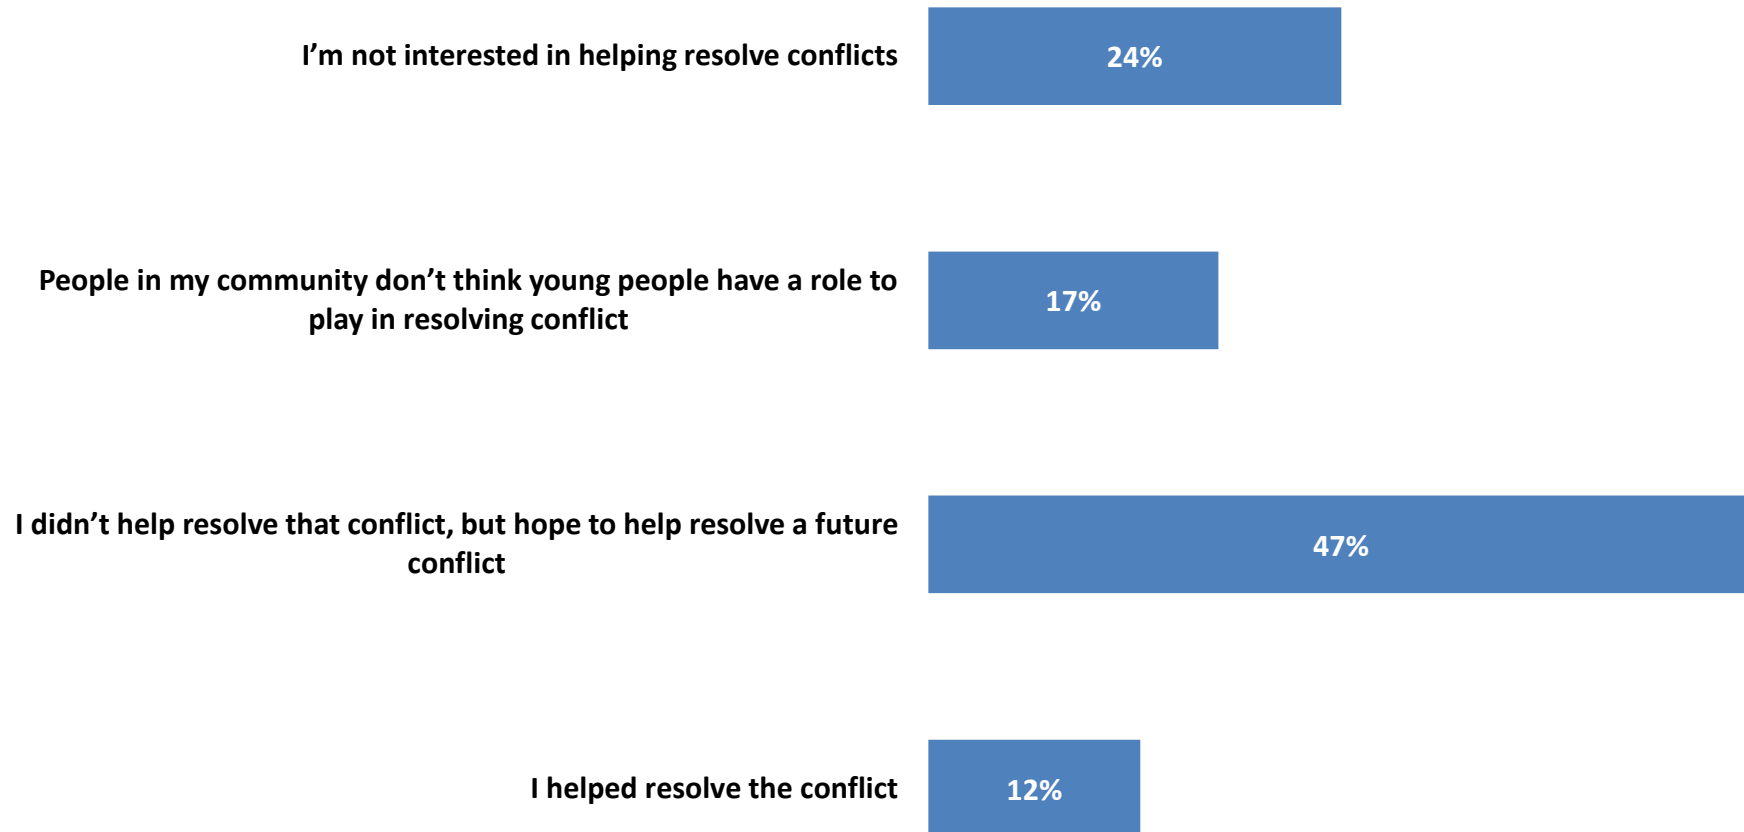 I’m not interested in helping resolve conflicts
24%
People in my community don’t think young people have a role to
play in resolving conflict
17%
I didn’t help resolve that conflict, but hope to help resolve a future
conflict
47%
I helped resolve the conflict
12%